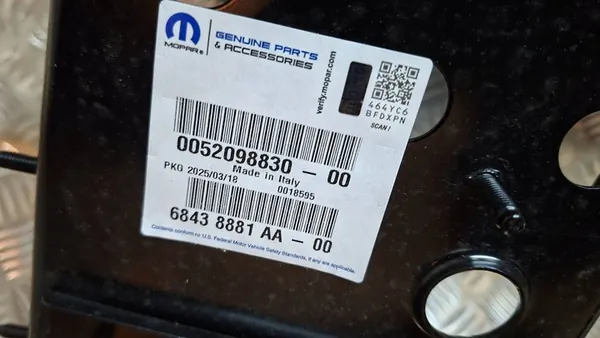 MOPAR®
GENUINE PARTS
& ACCESSORIES
verify.mopar.com
464YC6
BFDXPN
SCAN!
0052098830 - 00
Made in Italy
PKG 2025/03/18 0018595
6843 8881 AA - 00
Contents conform to U.S. Federal Motor Vehicle Safety Standards, if any are applicable.